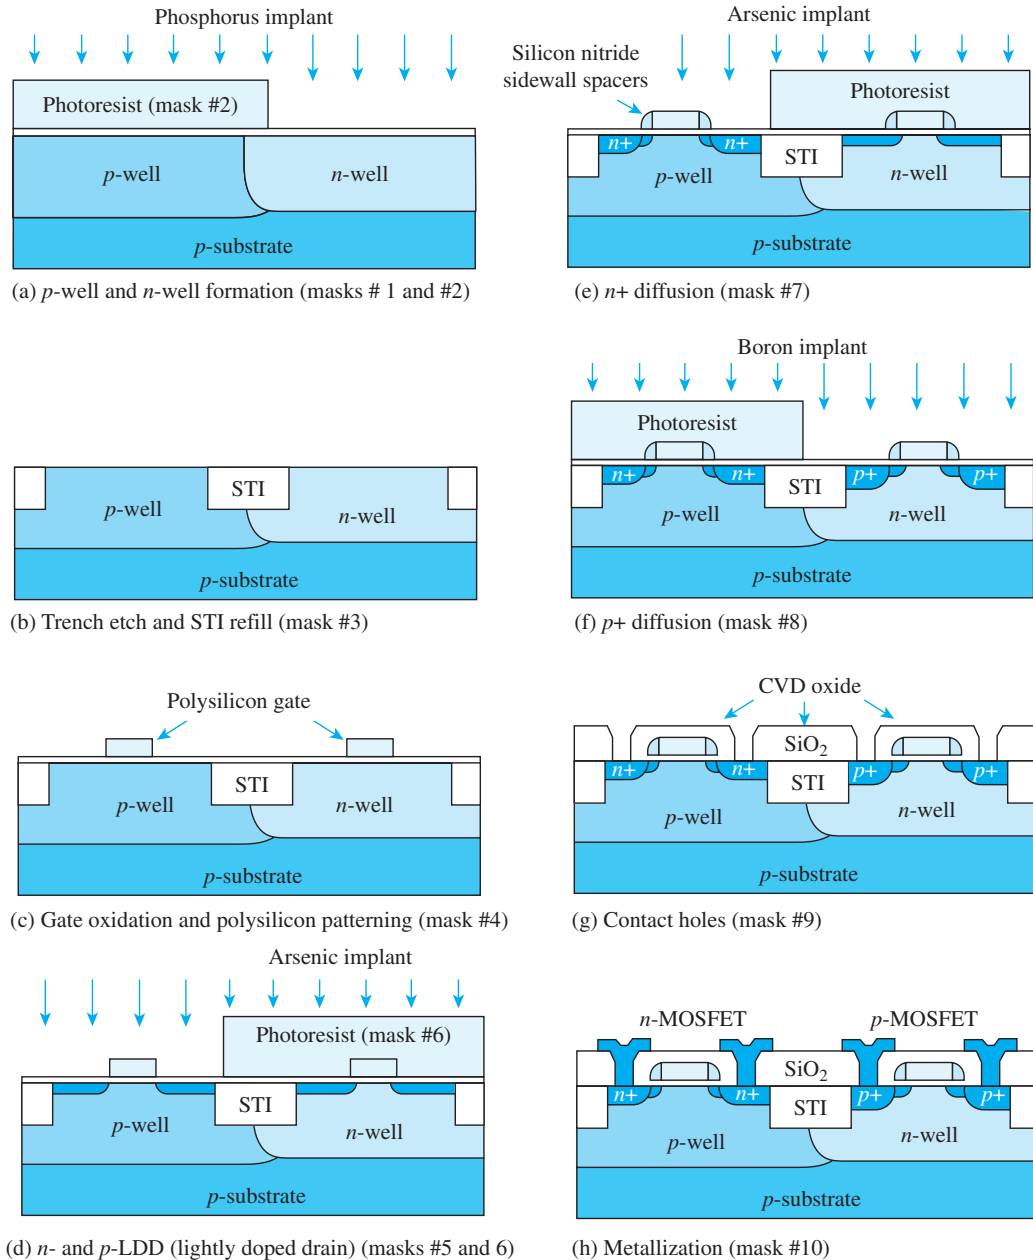 Phosphorus implant
Photoresist (mask #2)
p-well
n-well
p-substrate
(a) p-well and n-well formation (masks # 1 and #2)
STI
p-well
n-well
p-substrate
(b) Trench etch and STI refill (mask #3)
Polysilicon gate
STI
p-well
n-well
p-substrate
(c) Gate oxidation and polysilicon patterning (mask #4)
Arsenic implant
Photoresist (mask #6)
STI
p-well
n-well
p-substrate
(d) n- and p-LDD (lightly doped drain) (masks #5 and 6)
Arsenic implant
Silicon nitride
sidewall spacers
Photoresist
n+
n+
STI
p-well
n-well
p-substrate
(e) n+ diffusion (mask #7)
Boron implant
Photoresist
n+
n+
STI
p+
p+
p-well
n-well
p-substrate
(f) p+ diffusion (mask #8)
CVD oxide
SiO2
n+
n+
STI
p+
p+
p-well
n-well
p-substrate
(g) Contact holes (mask #9)
n-MOSFET
p-MOSFET
SiO2
n+
n+
STI
p+
p+
p-well
n-well
p-substrate
(h) Metallization (mask #10)